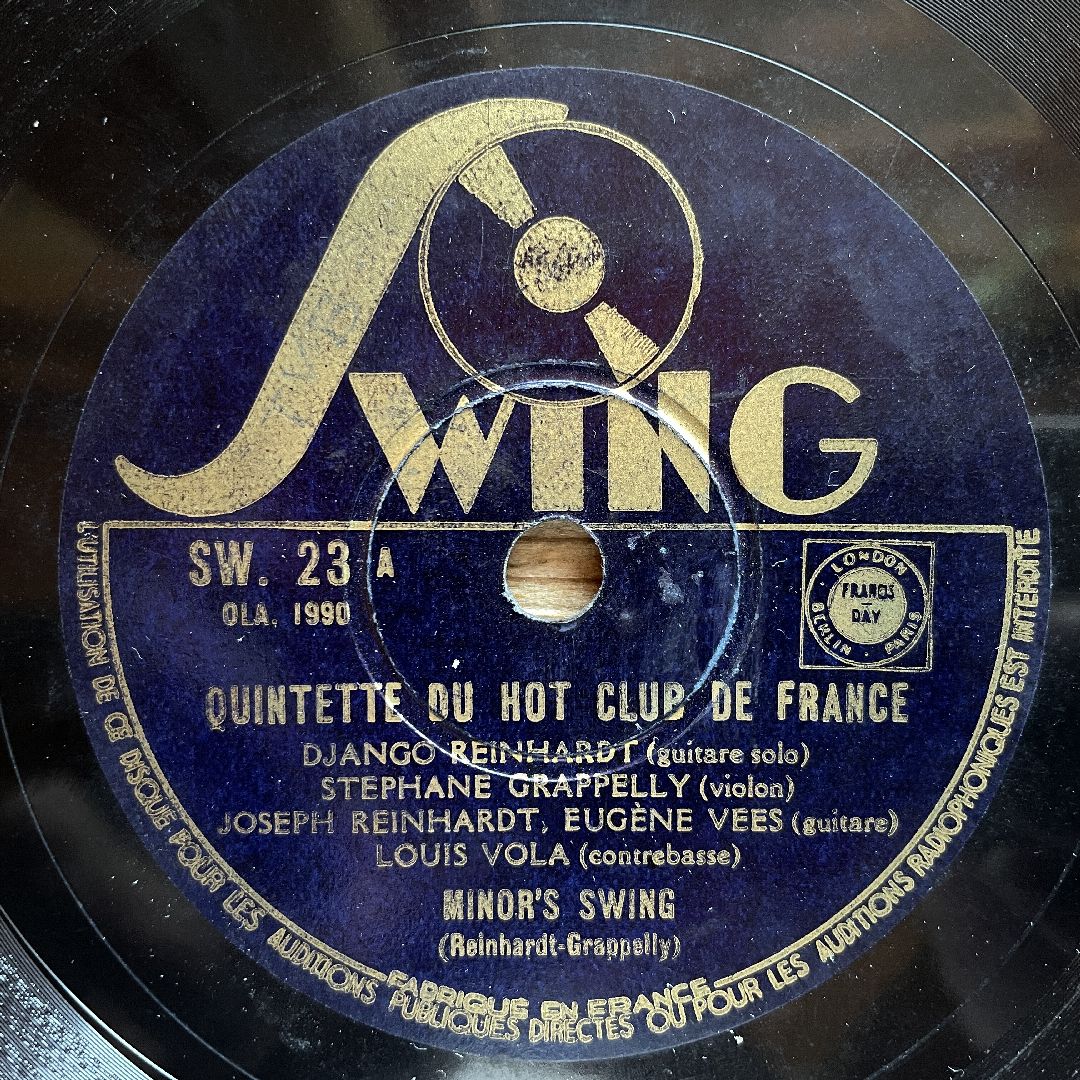 SWING
SW. 23 A
OLA. 1990
LONDON
FRANCIS
DAY
BERLIN · PARIS
QUINTETTE DU HOT CLUB DE FRANCE
DJANGO REINHARDT (guitare solo)
STEPHANE GRAPPELLY (violon)
JOSEPH REINHARDT, EUGÈNE VEES (guitare)
LOUIS VOLA (contrebasse)
MINOR'S SWING
(Reinhardt-Grappelly)
FABRIQUÉ EN FRANCE
L'UTILISATION DE CE DISQUE POUR LES AUDITIONS PUBLIQUES DIRECTES OU POUR LES AUDITIONS RADIOPHONIQUES EST INTERDITE